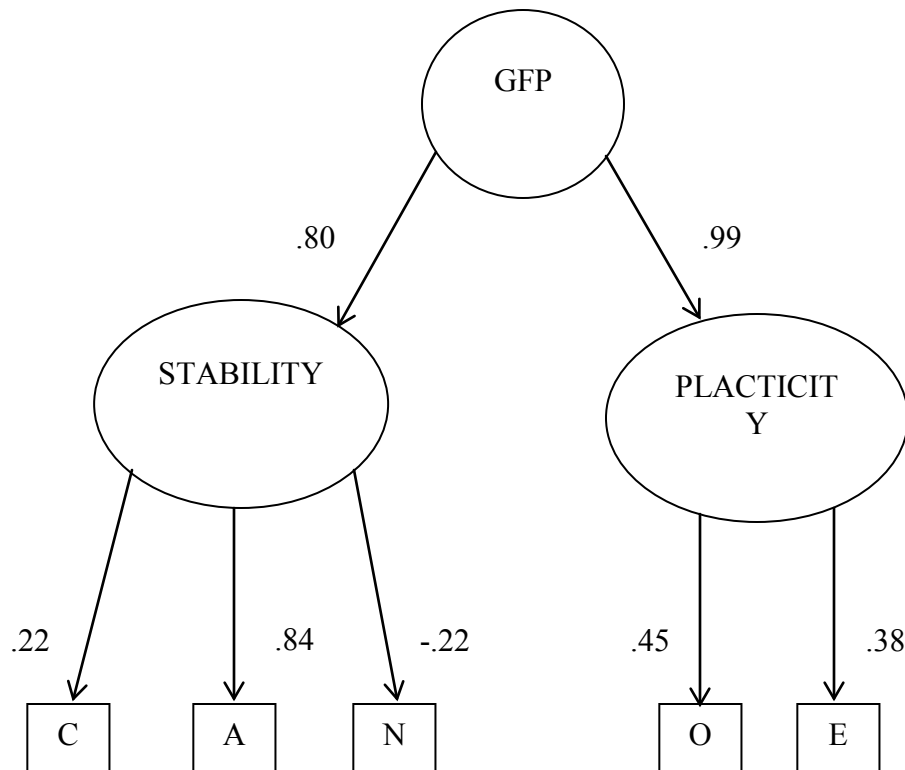 GFP
.80
.99
STABILITY
PLACTICIT
Y
.22
.84
-.22
.45
.38
C
A
N
O
E